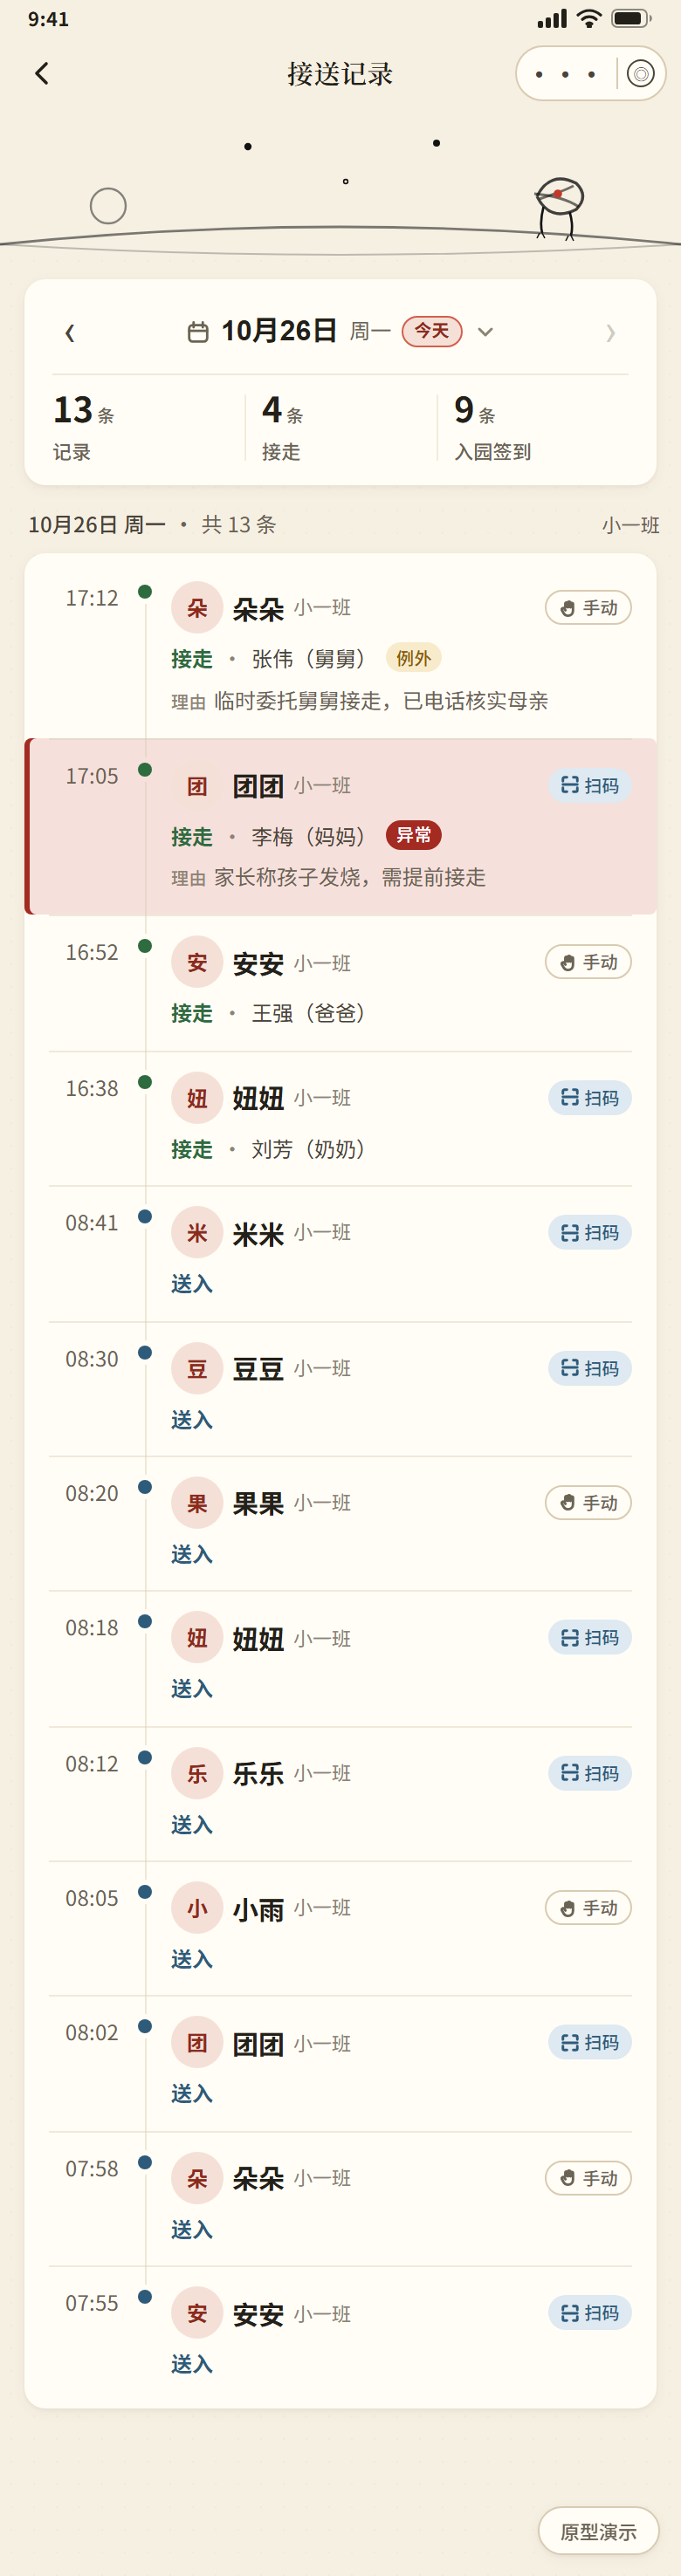 9:41
接送记录
10月26日 周一 今天
13 条 4 条 9 条
记录 接走 入园签到
10月26日 周一 · 共 13 条 小一班
17:12 朵 朵朵 小一班 手动
接走 · 张伟（舅舅） 例外
理由 临时委托舅舅接走，已电话核实母亲
17:05 团 团团 小一班 扫码
接走 · 李梅（妈妈） 异常
理由 家长称孩子发烧，需提前接走
16:52 安 安安 小一班 手动
接走 · 王强（爸爸）
16:38 妞 妞妞 小一班 扫码
接走 · 刘芳（奶奶）
08:41 米 米米 小一班 扫码
送入
08:30 豆 豆豆 小一班 扫码
送入
08:20 果 果果 小一班 手动
送入
08:18 妞 妞妞 小一班 扫码
送入
08:12 乐 乐乐 小一班 扫码
送入
08:05 小 小雨 小一班 手动
送入
08:02 团 团团 小一班 扫码
送入
07:58 朵 朵朵 小一班 手动
送入
07:55 安 安安 小一班 扫码
送入
原型演示